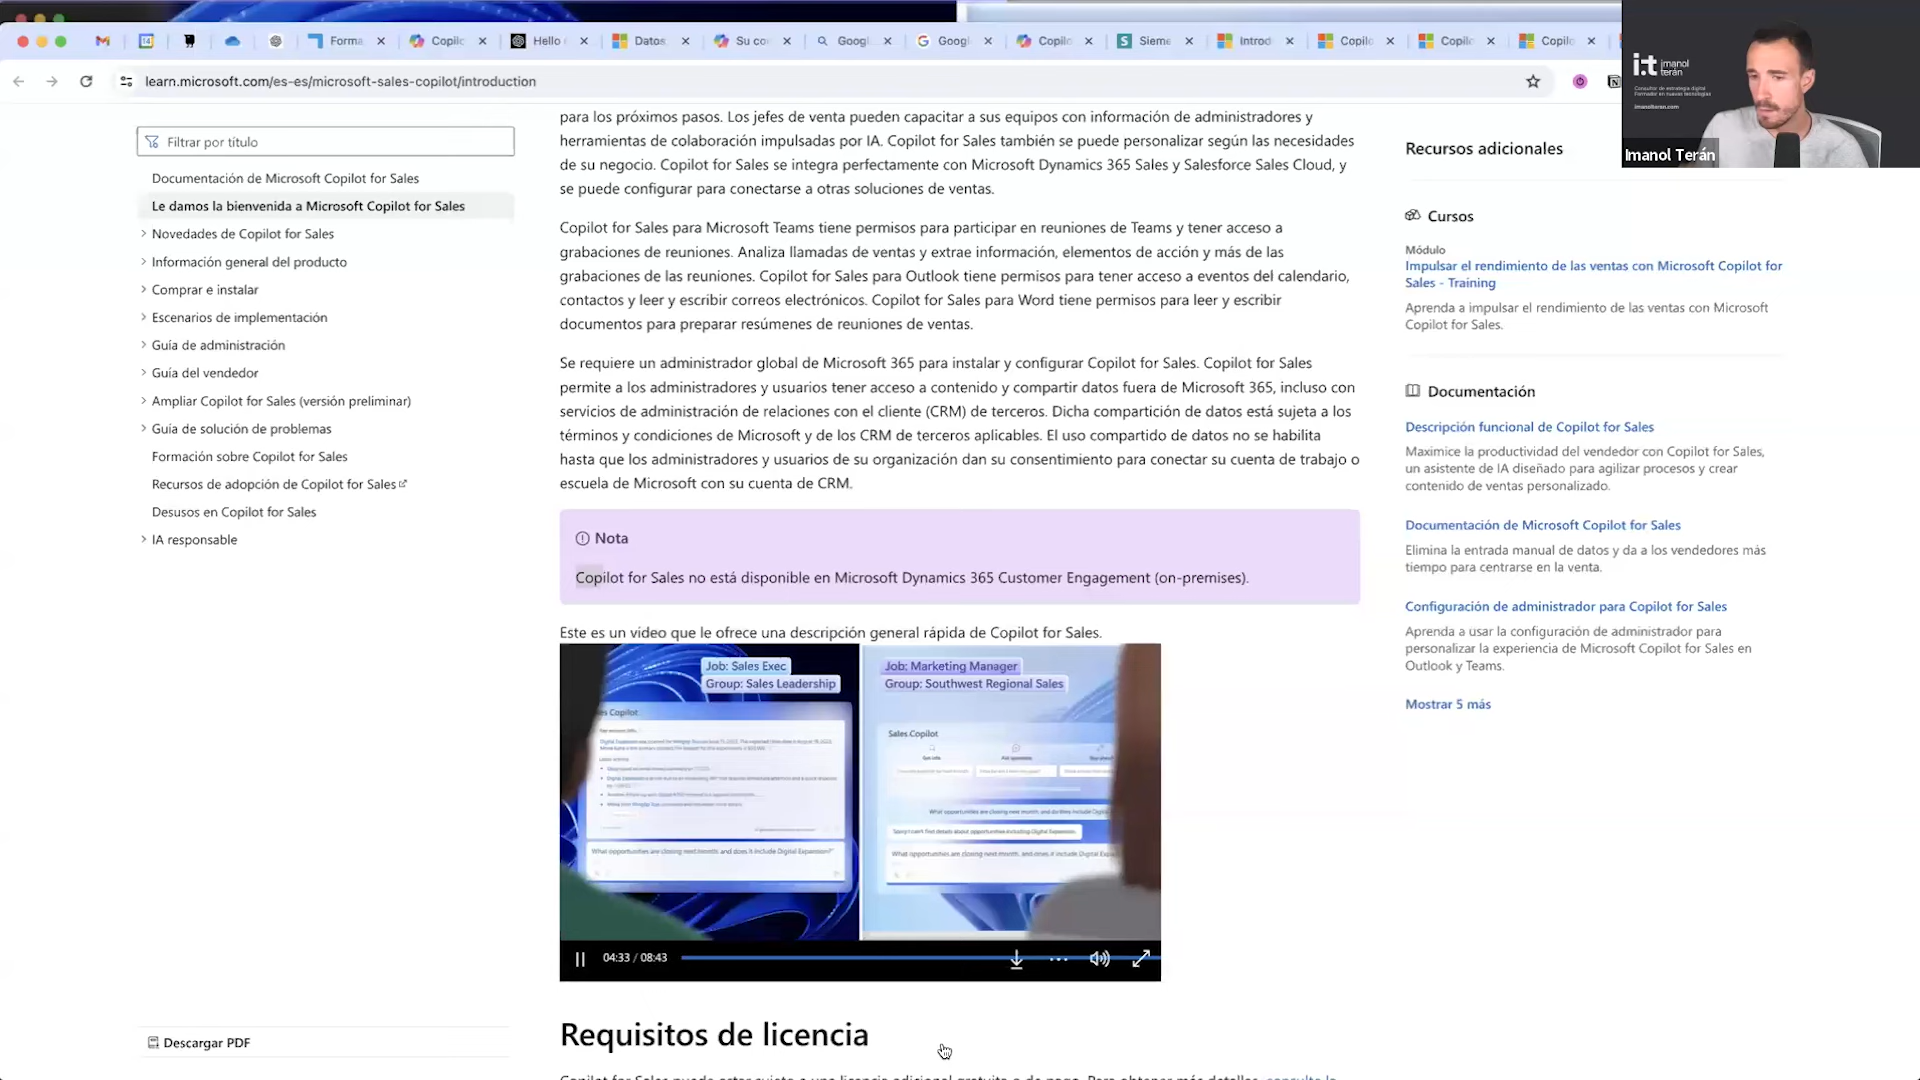 Forma
Copilo
Hello
Datos
Su co
Googl
Googl
Copilo
Sieme
Introd
Copilo
Copilo
Copilo
learn.microsoft.com/es-es/microsoft-sales-copilot/introduction
i.t imanol terán
Consultor de estrategia digital
Formador en nuevas tecnologías
imanolteran.com
Imanol Terán
Filtrar por título
Documentación de Microsoft Copilot for Sales
Le damos la bienvenida a Microsoft Copilot for Sales
Novedades de Copilot for Sales
Información general del producto
Comprar e instalar
Escenarios de implementación
Guía de administración
Guía del vendedor
Ampliar Copilot for Sales (versión preliminar)
Guía de solución de problemas
Formación sobre Copilot for Sales
Recursos de adopción de Copilot for Sales
Desusos en Copilot for Sales
IA responsable
Descargar PDF
para los próximos pasos. Los jefes de venta pueden capacitar a sus equipos con información de administradores y
herramientas de colaboración impulsadas por IA. Copilot for Sales también se puede personalizar según las necesidades
de su negocio. Copilot for Sales se integra perfectamente con Microsoft Dynamics 365 Sales y Salesforce Sales Cloud, y
se puede configurar para conectarse a otras soluciones de ventas.
Copilot for Sales para Microsoft Teams tiene permisos para participar en reuniones de Teams y tener acceso a
grabaciones de reuniones. Analiza llamadas de ventas y extrae información, elementos de acción y más de las
grabaciones de las reuniones. Copilot for Sales para Outlook tiene permisos para tener acceso a eventos del calendario,
contactos y leer y escribir correos electrónicos. Copilot for Sales para Word tiene permisos para leer y escribir
documentos para preparar resúmenes de reuniones de ventas.
Se requiere un administrador global de Microsoft 365 para instalar y configurar Copilot for Sales. Copilot for Sales
permite a los administradores y usuarios tener acceso a contenido y compartir datos fuera de Microsoft 365, incluso con
servicios de administración de relaciones con el cliente (CRM) de terceros. Dicha compartición de datos está sujeta a los
términos y condiciones de Microsoft y de los CRM de terceros aplicables. El uso compartido de datos no se habilita
hasta que los administradores y usuarios de su organización dan su consentimiento para conectar su cuenta de trabajo o
escuela de Microsoft con su cuenta de CRM.
Nota
Copilot for Sales no está disponible en Microsoft Dynamics 365 Customer Engagement (on-premises).
Este es un vídeo que le ofrece una descripción general rápida de Copilot for Sales.
Job: Sales Exec
Group: Sales Leadership
What opportunities are closing next month and does it include Digital Expansion?
Job: Marketing Manager
Group: Southwest Regional Sales
Sales Copilot
04:33 / 08:43
Requisitos de licencia
Recursos adicionales
Cursos
Módulo
Impulsar el rendimiento de las ventas con Microsoft Copilot for
Sales - Training
Aprenda a impulsar el rendimiento de las ventas con Microsoft
Copilot for Sales.
Documentación
Descripción funcional de Copilot for Sales
Maximice la productividad del vendedor con Copilot for Sales,
un asistente de IA diseñado para agilizar procesos y crear
contenido de ventas personalizado.
Documentación de Microsoft Copilot for Sales
Elimina la entrada manual de datos y da a los vendedores más
tiempo para centrarse en la venta.
Configuración de administrador para Copilot for Sales
Aprenda a usar la configuración de administrador para
personalizar la experiencia de Microsoft Copilot for Sales en
Outlook y Teams.
Mostrar 5 más